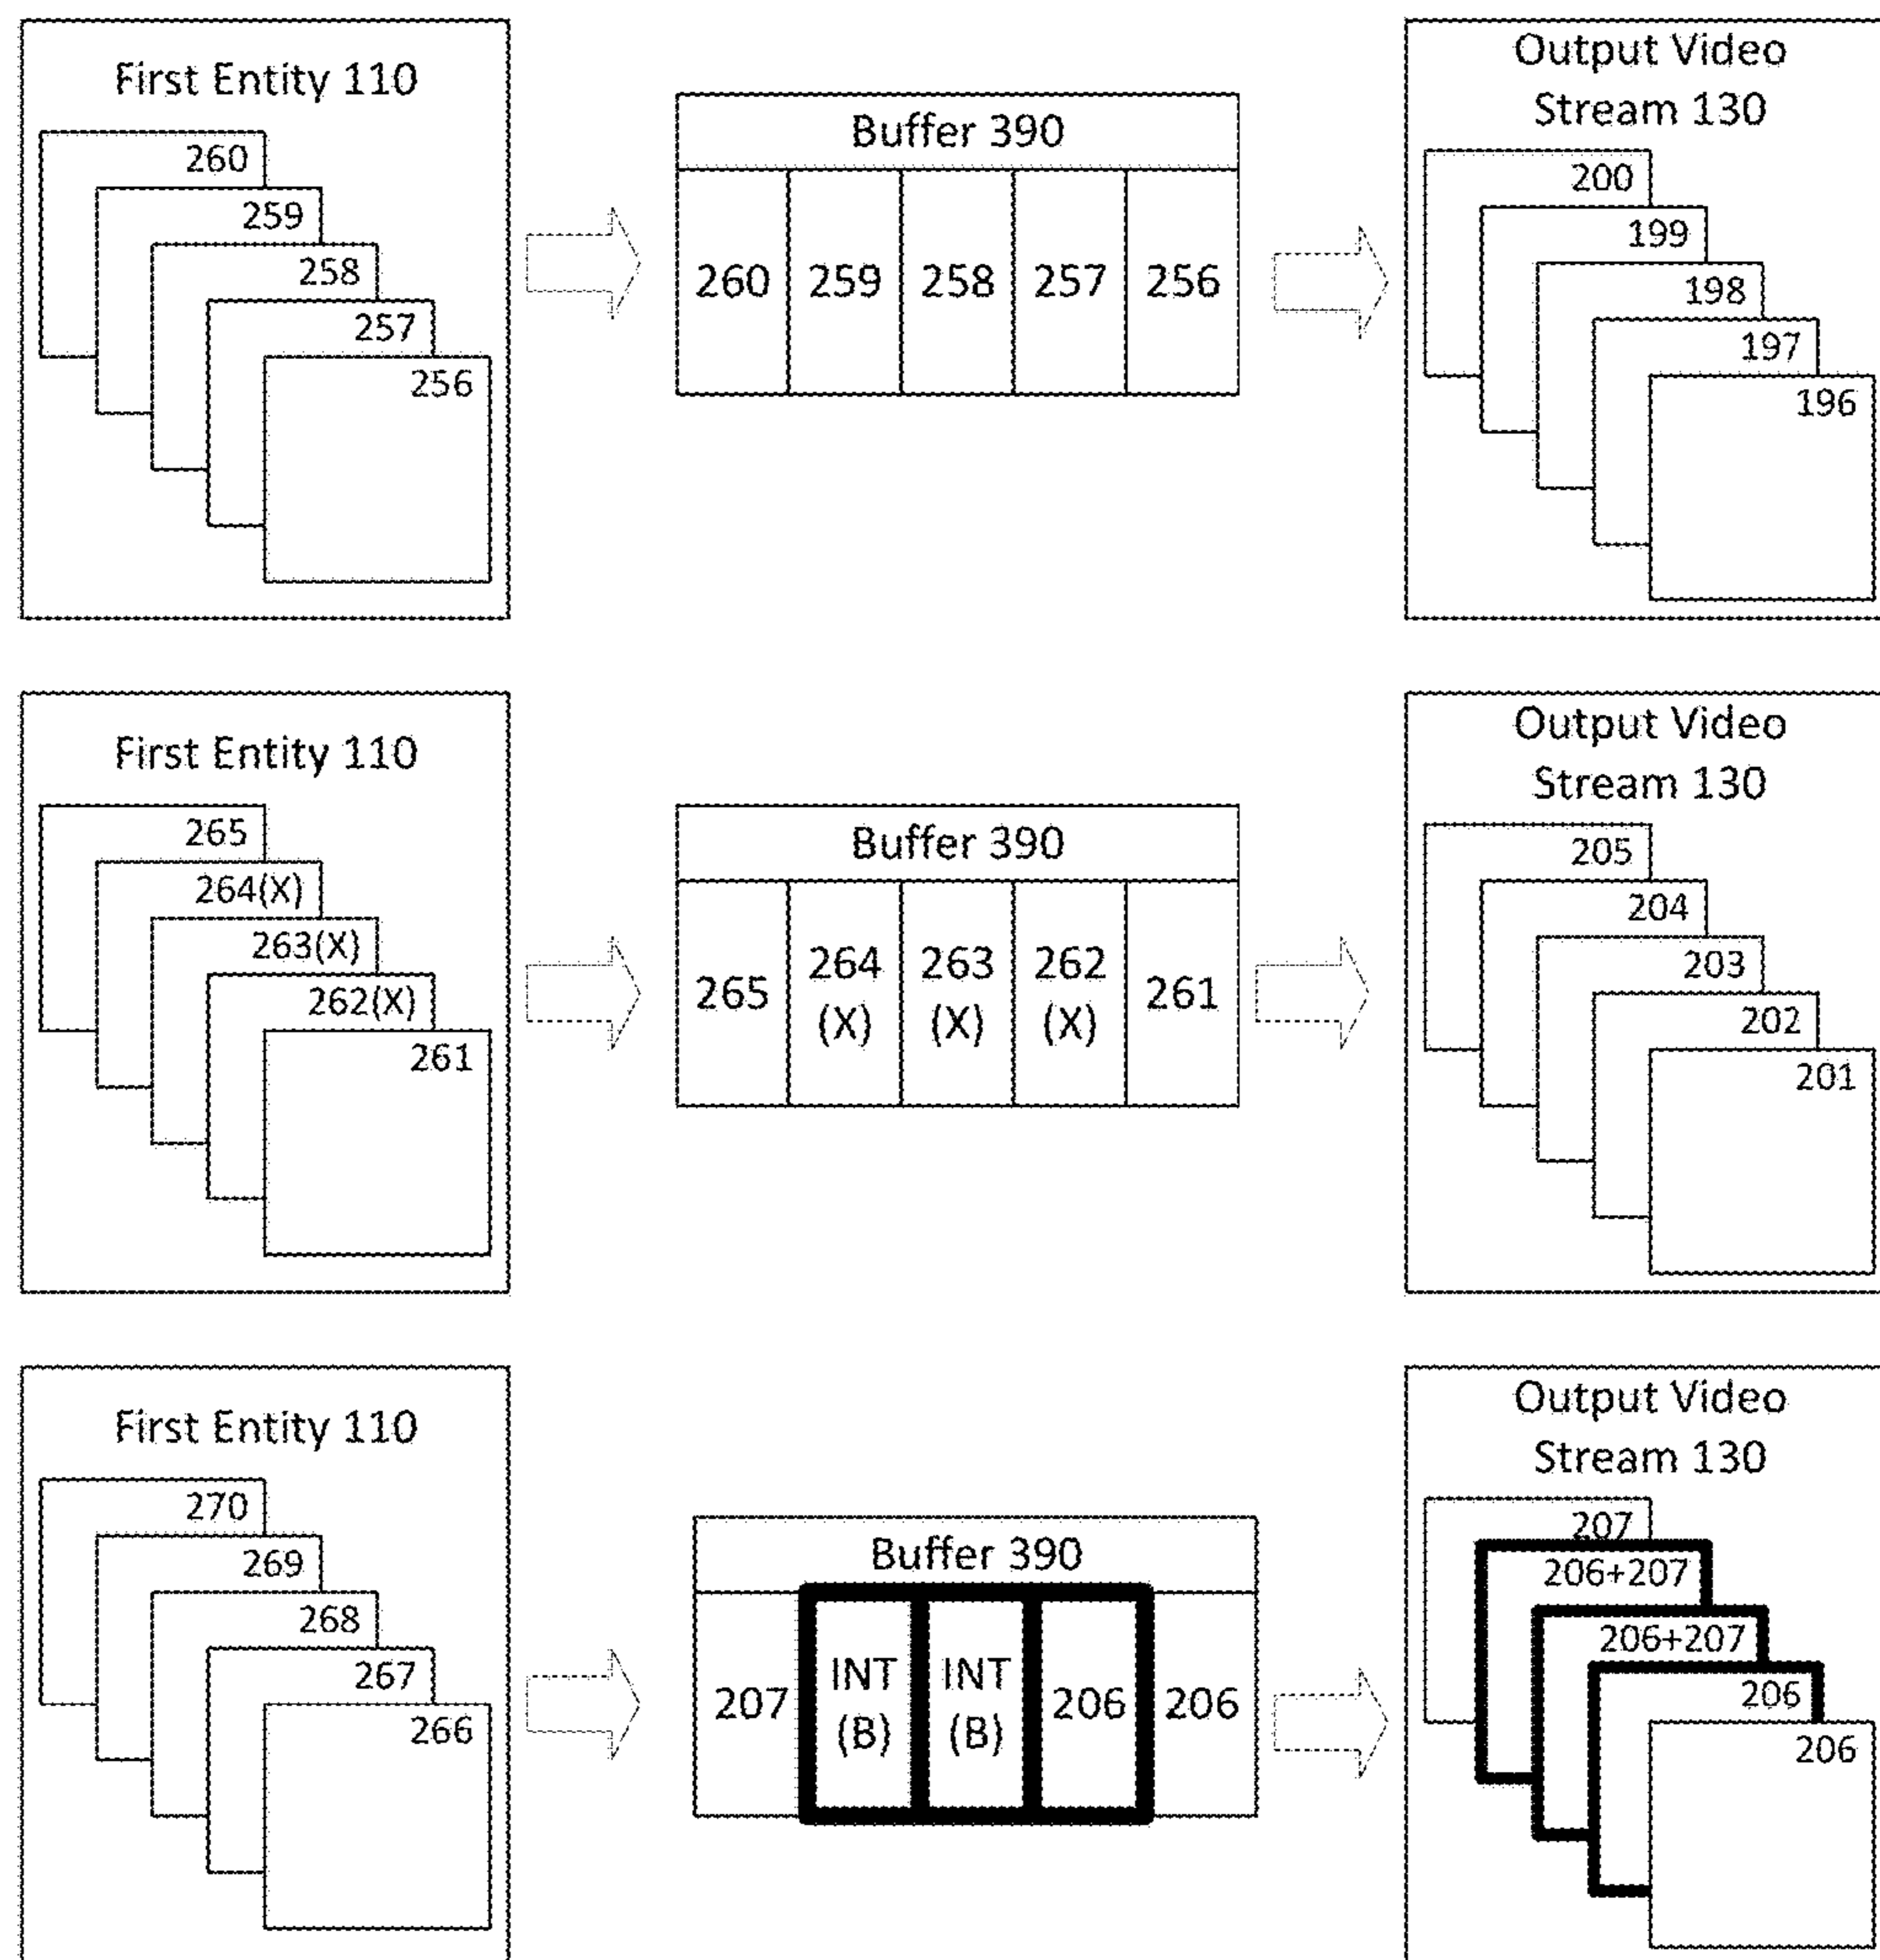 First Entity 110
260
259
258
257
256
Buffer 390
260 259 258 257 256
Output Video
Stream 130
200
199
198
197
196
First Entity 110
265
264(X)
263(X)
262(X)
261
Buffer 390
265 264 (X) 263 (X) 262 (X) 261
Output Video
Stream 130
205
204
203
202
201
First Entity 110
270
269
268
267
266
Buffer 390
207 INT (B) INT (B) 206 206
Output Video
Stream 130
207
206+207
206+207
206
206